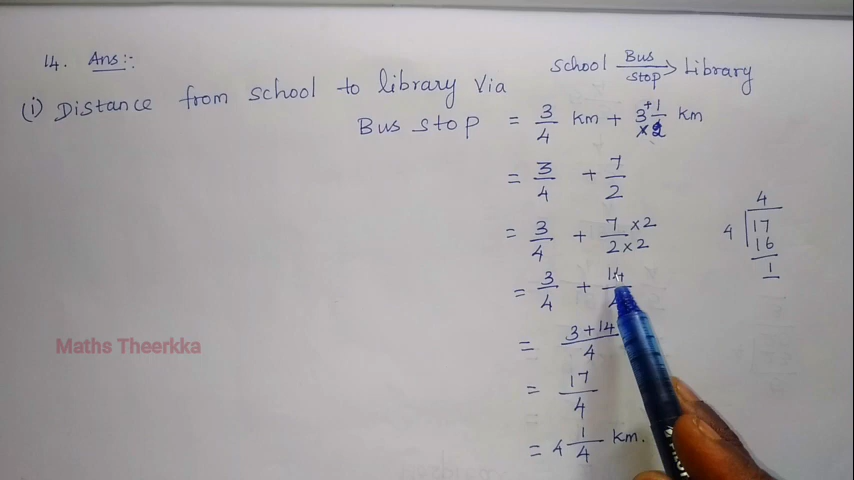 14. Ans::
School Bus stop → Library
(i) Distance from school to library Via
Bus stop = 3/4 km + 3 1/2 km
+
×
= 3/4 + 7/2
= 3/4 + 7×2/2×2
= 3/4 + 14/
= 3+14/4
= 17/4
= 4 1/4 km.
4
4 17
16
1
Maths Theerkka